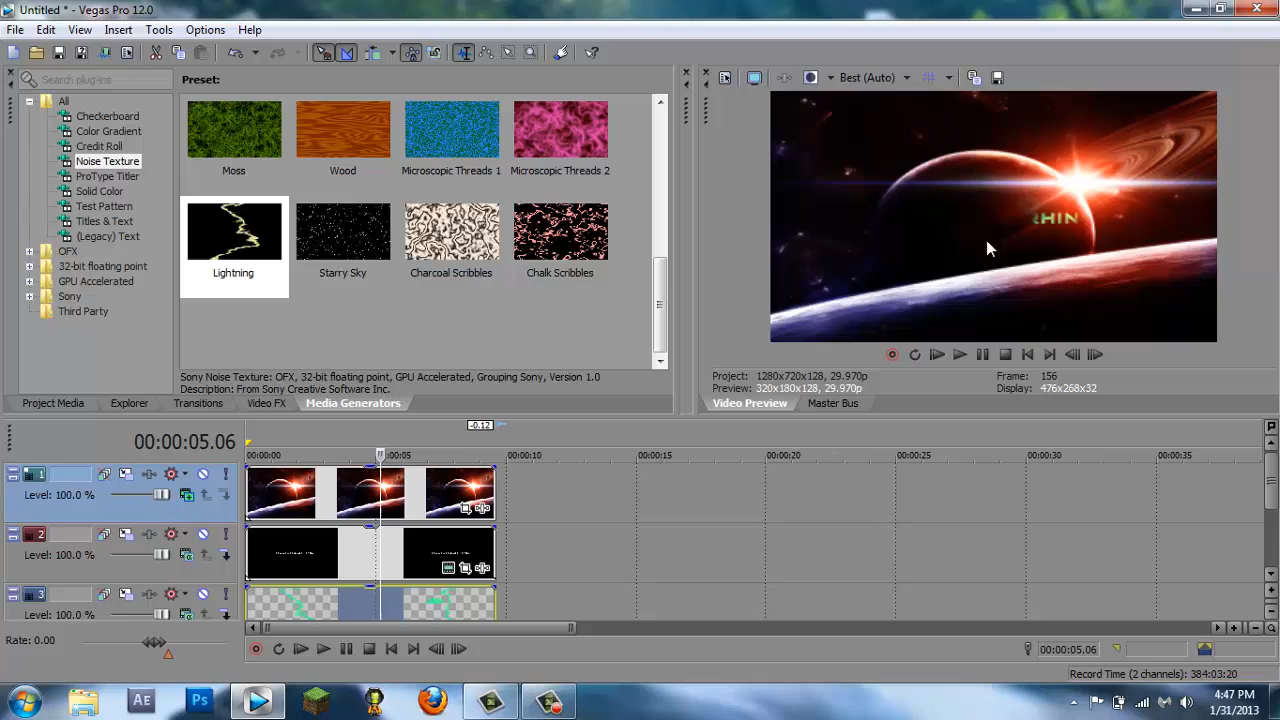 Untitled * - Vegas Pro 12.0
File Edit View Insert Tools Options Help
Search plug-ins
Preset:
Best (Auto)
All
Checkerboard
Color Gradient
Credit Roll
Noise Texture
ProType Titler
Solid Color
Test Pattern
Titles & Text
(Legacy) Text
OFX
32-bit floating point
GPU Accelerated
Sony
Third Party
Moss Wood Microscopic Threads 1 Microscopic Threads 2
Lightning Starry Sky Charcoal Scribbles Chalk Scribbles
RHIN
Sony Noise Texture: OFX, 32-bit floating point, GPU Accelerated, Grouping Sony, Version 1.0
Description: From Sony Creative Software Inc.
Project: 1280x720x128, 29.970p Frame: 156
Preview: 320x180x128, 29.970p Display: 476x268x32
Project Media Explorer Transitions Video FX Media Generators
Video Preview Master Bus
00:00:05.06
-0.12
00:00:00 :00:05 00:00:10 00:00:15 00:00:20 00:00:25 00:00:30 00:00:35
1
Level: 100.0 %
2
Level: 100.0 %
3
Level: 100.0 %
Rate: 0.00
00:00:05.06
Record Time (2 channels): 384:03:20
Ae Ps
4:47 PM
1/31/2013